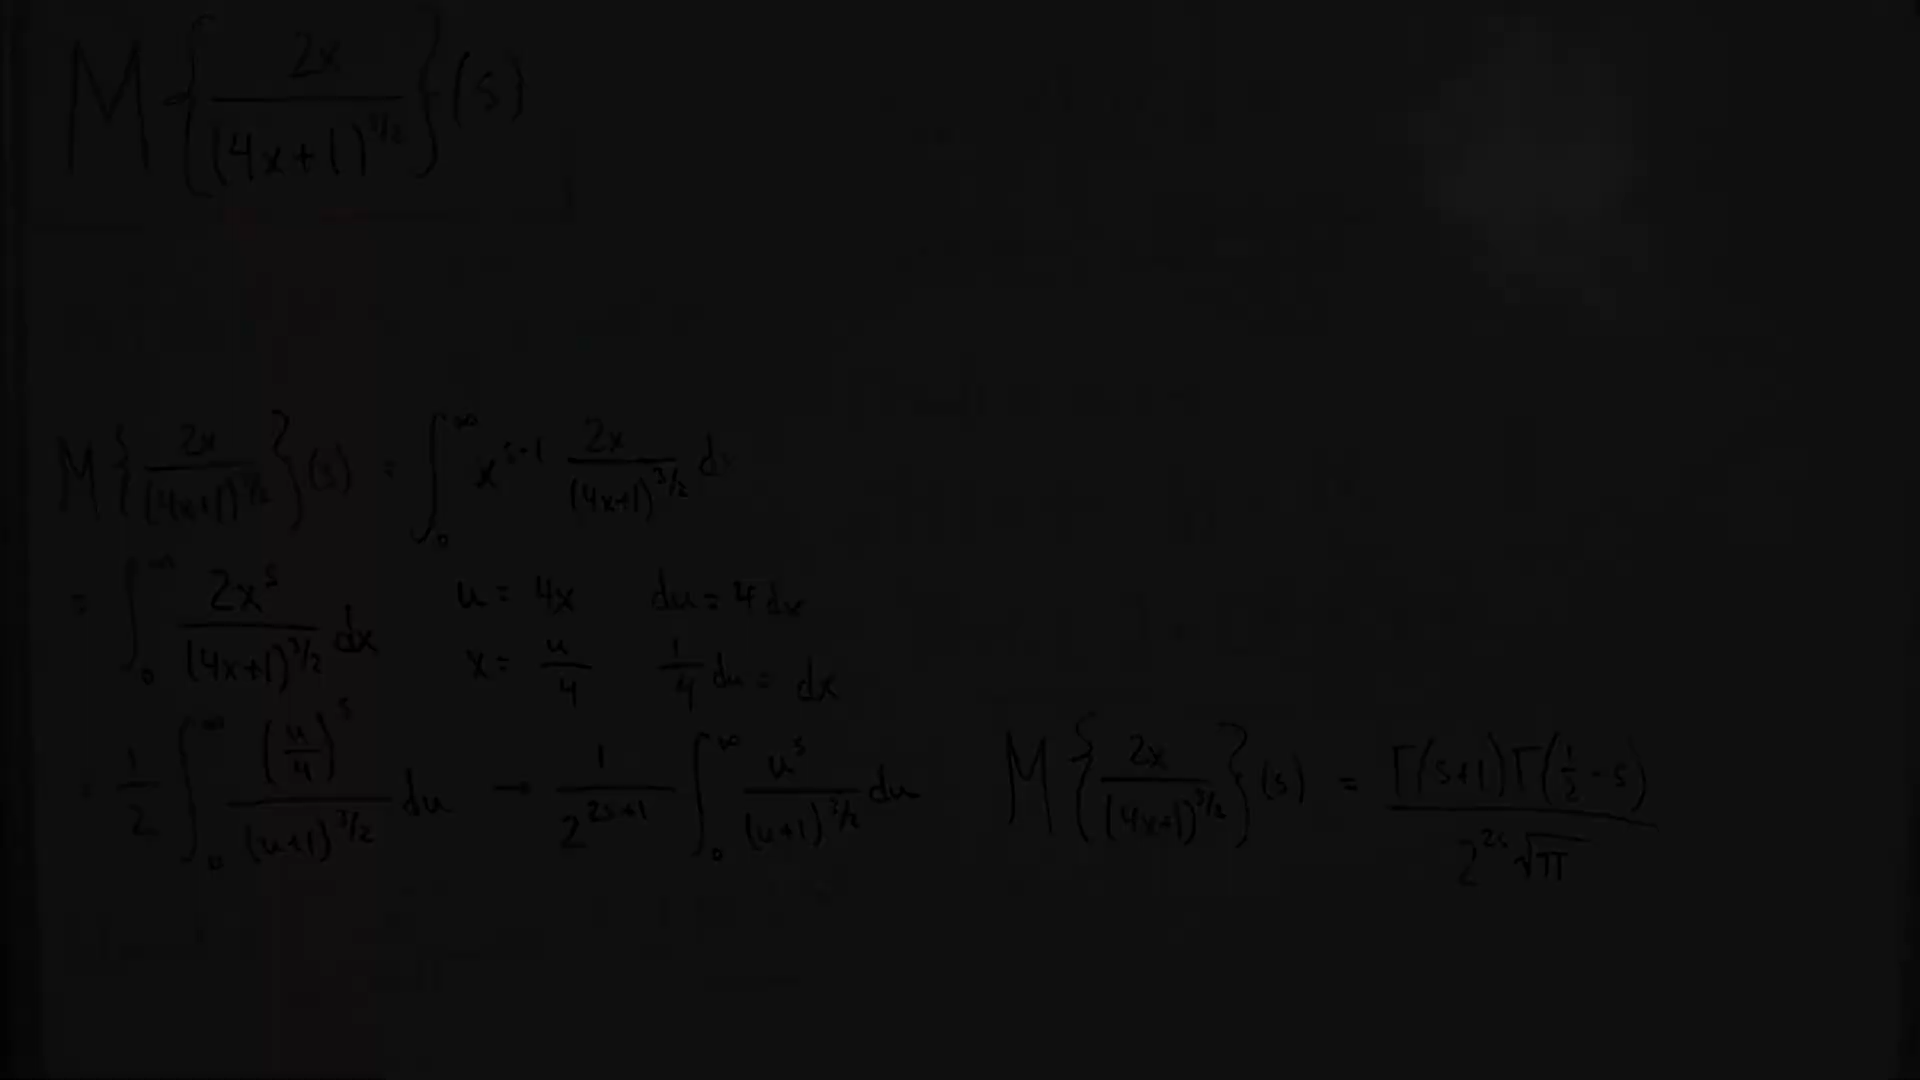 M{2x/(4x+1)^{3/2}}(s)
M{2x/(4x+1)^{3/2}}(s) = ∫_0^∞ x^{s-1} 2x/(4x+1)^{3/2} dx
= ∫_0^∞ 2x^s/(4x+1)^{3/2} dx   u = 4x   du = 4dx
x = u/4   1/4 du = dx
= 1/2 ∫_0^∞ (u/4)^s/(u+1)^{3/2} du → 1/2^{2s+1} ∫_0^∞ u^s/(u+1)^{3/2} du   M{2x/(4x+1)^{3/2}}(s) = Γ(s+1)Γ(1/2-s)/2^{2s}√π